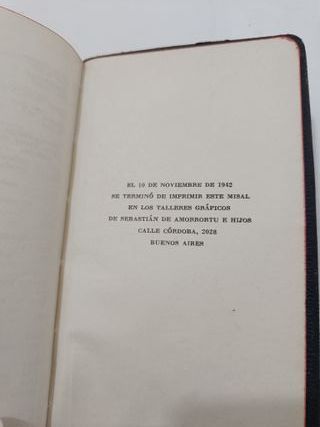 EL 10 DE NOVIEMBRE DE 1942
SE TERMINÓ DE IMPRIMIR ESTE MISAL
EN LOS TALLERES GRÁFICOS
DE SEBASTIÁN DE AMORRORTU E HIJOS
CALLE CÓRDOBA, 2028
BUENOS AIRES